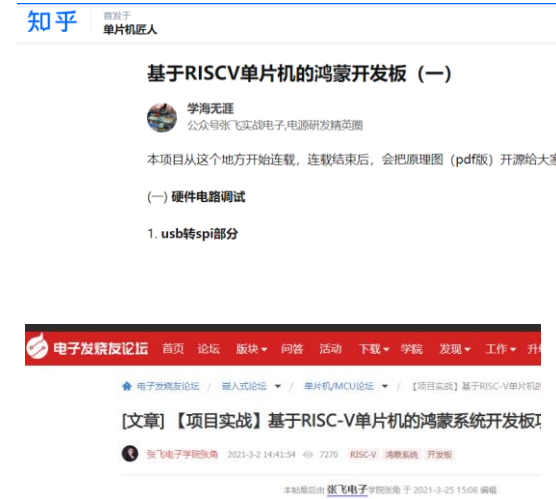 知乎
首发于
单片机匠人
基于RISCV单片机的鸿蒙开发板（一）
学海无涯
公众号张飞实战电子,电源研发精英圈
本项目从这个地方开始连载，连载结束后，会把原理图（pdf版）开源给大家
(一) 硬件电路调试
1. usb转spi部分
电子发烧友论坛 首页 论坛 版块 问答 活动 下载 学院 发现 工作 升
电子发烧友论坛 / 嵌入式论坛 / 单片机/MCU论坛 / 【项目实战】基于RISC-V单片机的
[文章] 【项目实战】基于RISC-V单片机的鸿蒙系统开发板
张飞电子学院张角 2021-3-2 14:41:54 7270 RISC-V 鸿蒙系统 开发板
本帖最后由 张飞电子学院张角 于 2021-3-25 15:08 编辑